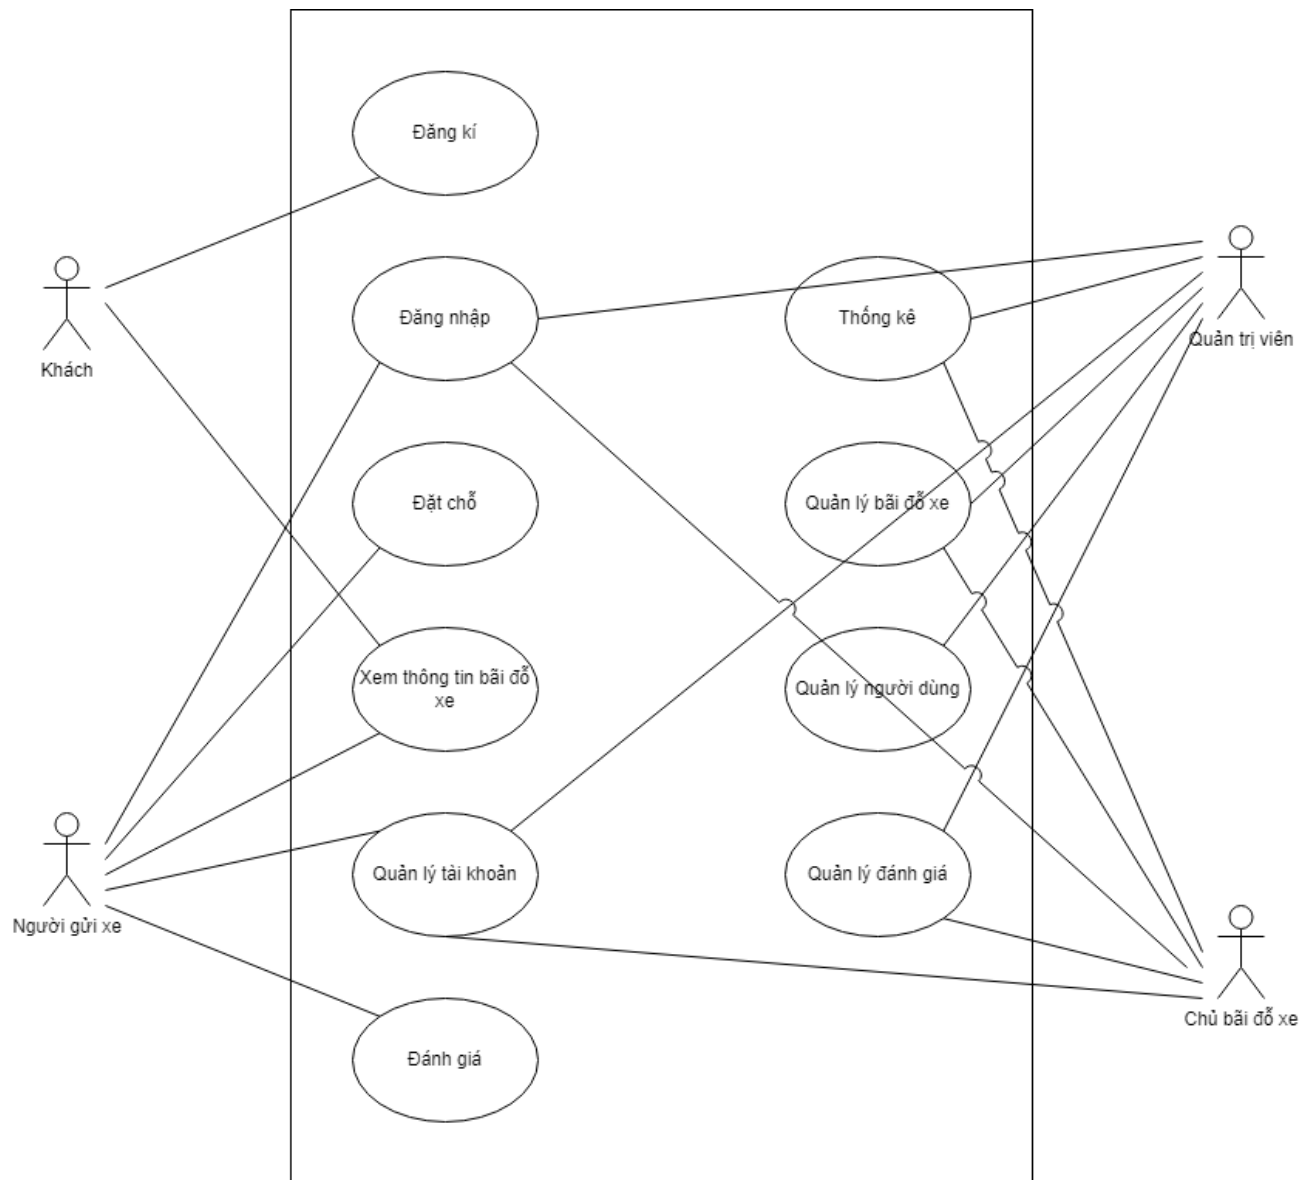 Đăng kí
Khách
Đăng nhập
Thống kê
Quản trị viên
Đặt chỗ
Quản lý bãi đỗ xe
Xem thông tin bãi đỗ
xe
Quản lý người dùng
Người gửi xe
Quản lý tài khoản
Quản lý đánh giá
Chủ bãi đỗ xe
Đánh giá